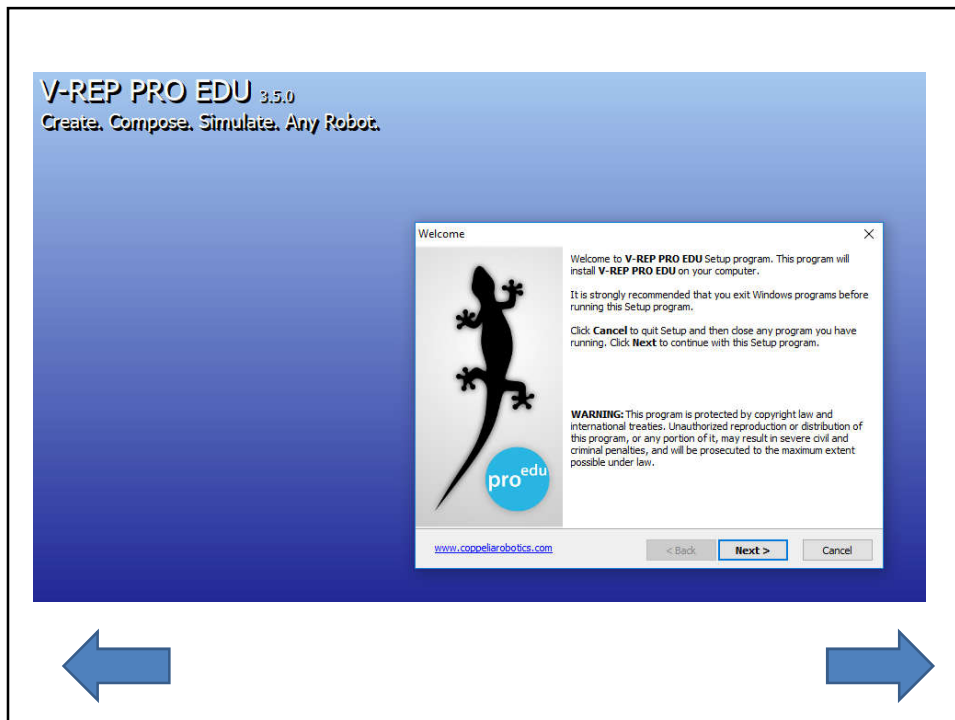 V-REP PRO EDU 3.5.0
Create. Compose. Simulate. Any Robot.
Welcome
Welcome to V-REP PRO EDU Setup program. This program will
install V-REP PRO EDU on your computer.
It is strongly recommended that you exit Windows programs before
running this Setup program.
Click Cancel to quit Setup and then close any program you have
running. Click Next to continue with this Setup program.
WARNING: This program is protected by copyright law and
international treaties. Unauthorized reproduction or distribution of
this program, or any portion of it, may result in severe civil and
criminal penalties, and will be prosecuted to the maximum extent
possible under law.
pro edu
www.coppeliarobotics.com
< Back
Next >
Cancel